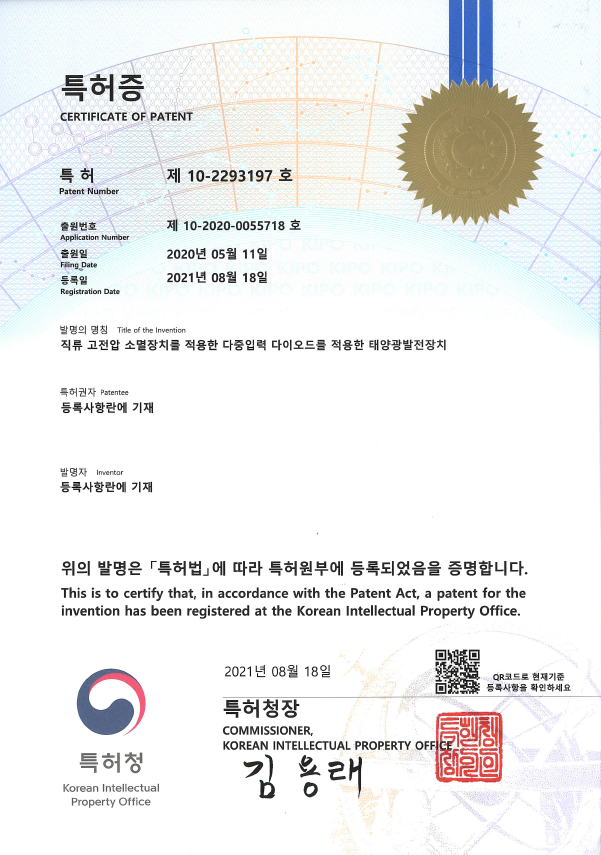 특허증
CERTIFICATE OF PATENT
특 허 제 10-2293197 호
Patent Number
출원번호 제 10-2020-0055718 호
Application Number
출원일 2020년 05월 11일
Filing Date
등록일 2021년 08월 18일
Registration Date
KIPO KIPO KIPO KIPO KIPO
발명의 명칭 Title of the Invention
직류 고전압 소멸장치를 적용한 다중입력 다이오드를 적용한 태양광발전장치
특허권자 Patentee
등록사항란에 기재
발명자 Inventor
등록사항란에 기재
위의 발명은 「특허법」에 따라 특허원부에 등록되었음을 증명합니다.
This is to certify that, in accordance with the Patent Act, a patent for the
invention has been registered at the Korean Intellectual Property Office.
2021년 08월 18일
QR코드로 현재기준
등록사항을 확인하세요
특허청장
COMMISSIONER,
KOREAN INTELLECTUAL PROPERTY OFFICE
김용래
특허청
Korean Intellectual
Property Office